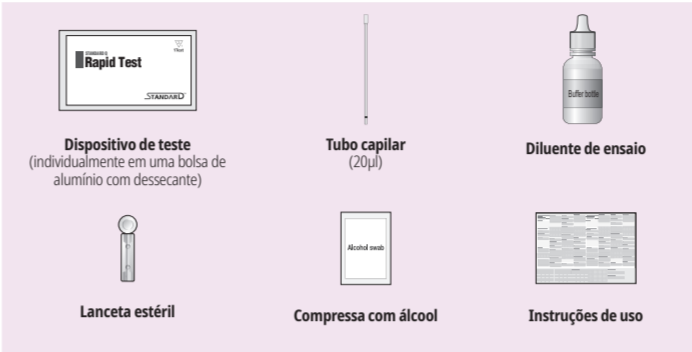 STANDARD Q
Rapid Test
STANDARD
Dispositivo de teste
(individualmente em uma bolsa de
alumínio com dessecante)
Tubo capilar
(20µl)
Buffer bottle
Diluente de ensaio
Lanceta estéril
Alcohol swab
Compressa com álcool
Instruções de uso